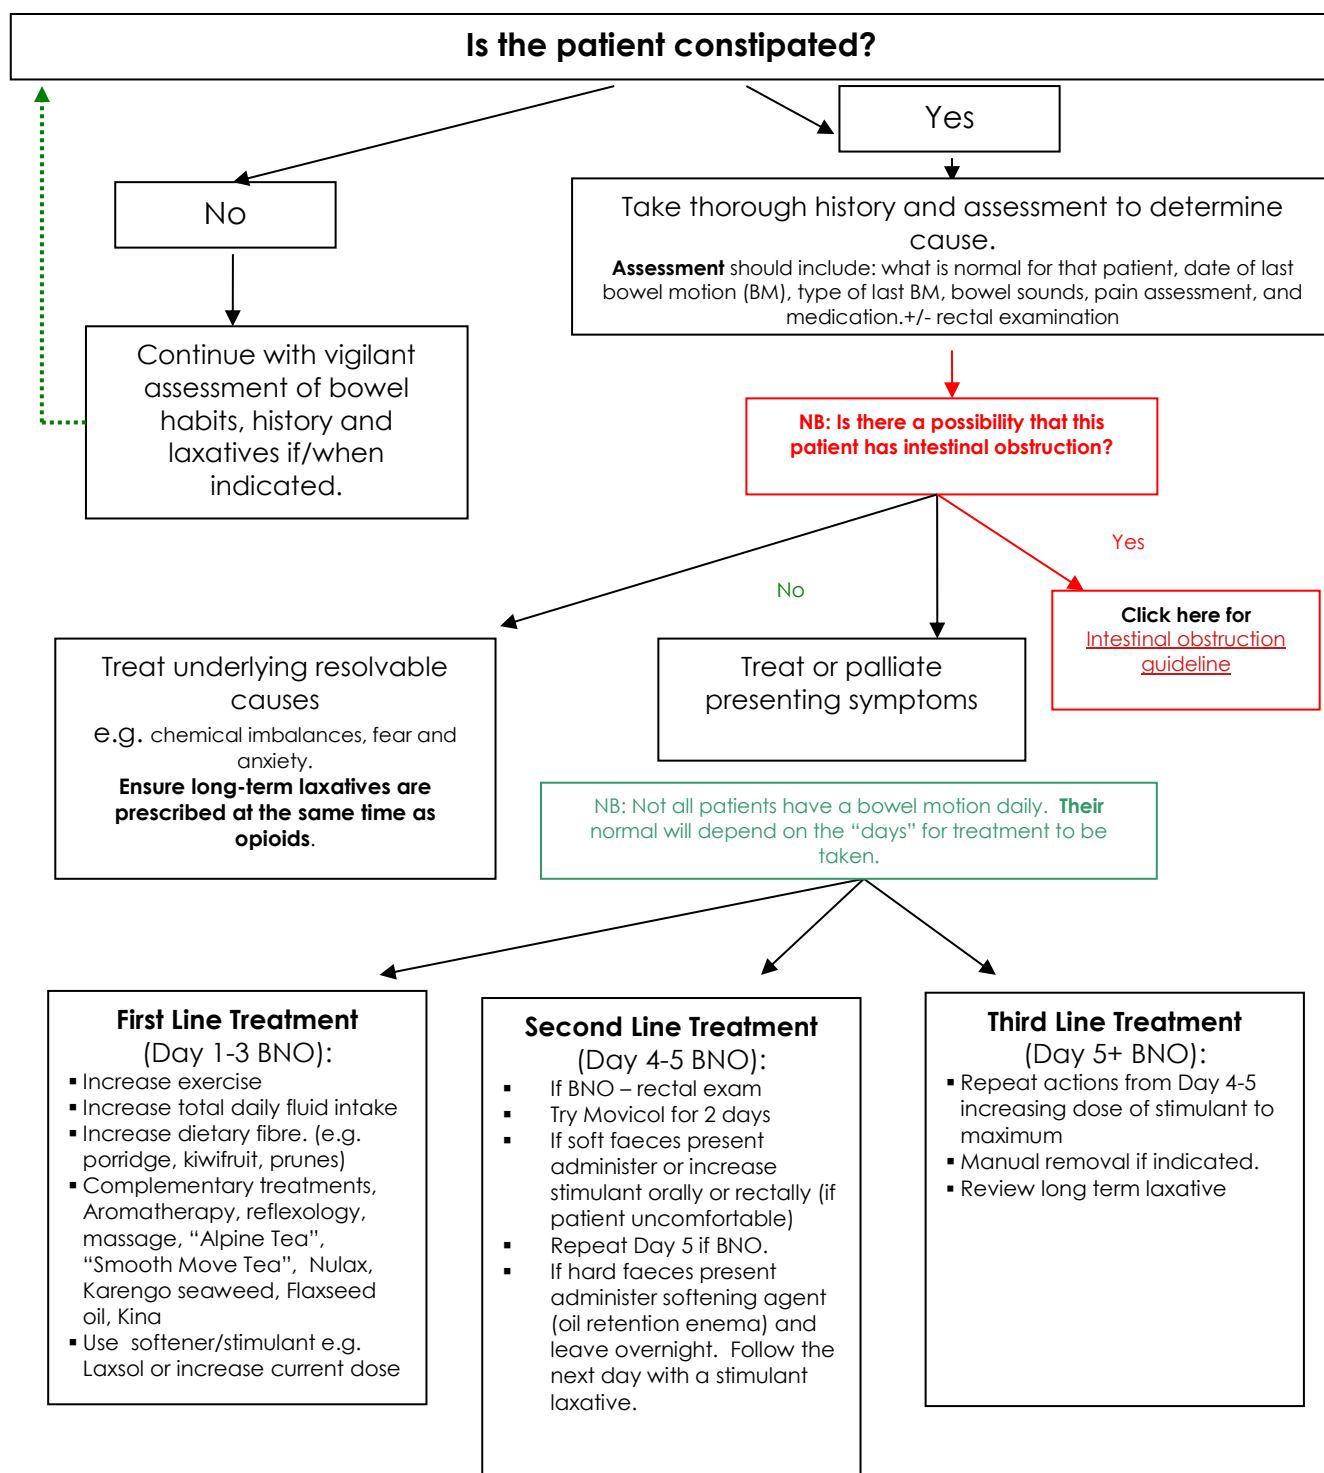 Is the patient constipated?
Yes
No
Take thorough history and assessment to determine
cause.
Assessment should include: what is normal for that patient, date of last
bowel motion (BM), type of last BM, bowel sounds, pain assessment, and
medication.+/- rectal examination
Continue with vigilant
assessment of bowel
habits, history and
laxatives if/when
indicated.
NB: Is there a possibility that this
patient has intestinal obstruction?
Yes
No
Click here for
Intestinal obstruction
guideline
Treat underlying resolvable
causes
e.g. chemical imbalances, fear and
anxiety.
Ensure long-term laxatives are
prescribed at the same time as
opioids.
Treat or palliate
presenting symptoms
NB: Not all patients have a bowel motion daily.  Their
normal will depend on the “days” for treatment to be
taken.
First Line Treatment
(Day 1-3 BNO):
▪ Increase exercise
▪ Increase total daily fluid intake
▪ Increase dietary fibre. (e.g.
porridge, kiwifruit, prunes)
▪ Complementary treatments,
Aromatherapy, reflexology,
massage, “Alpine Tea”,
“Smooth Move Tea”,  Nulax,
Karengo seaweed, Flaxseed
oil, Kina
▪ Use  softener/stimulant e.g.
Laxsol or increase current dose
Second Line Treatment
(Day 4-5 BNO):
▪ If BNO – rectal exam
▪ Try Movicol for 2 days
▪ If soft faeces present
administer or increase
stimulant orally or rectally (if
patient uncomfortable)
▪ Repeat Day 5 if BNO.
▪ If hard faeces present
administer softening agent
(oil retention enema) and
leave overnight.  Follow the
next day with a stimulant
laxative.
Third Line Treatment
(Day 5+ BNO):
▪ Repeat actions from Day 4-5
increasing dose of stimulant to
maximum
▪ Manual removal if indicated.
▪ Review long term laxative